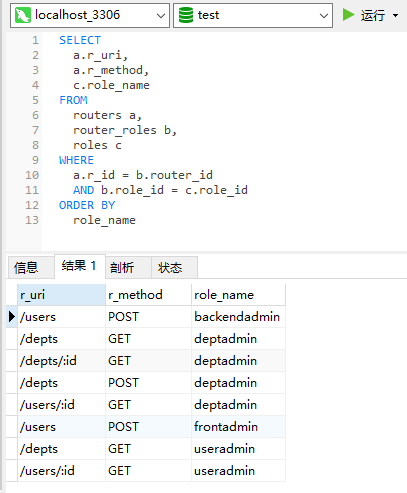 localhost_3306 test 运行
1 SELECT
2 a.r_uri,
3 a.r_method,
4 c.role_name
5 FROM
6 routers a,
7 router_roles b,
8 roles c
9 WHERE
10 a.r_id = b.router_id
11 AND b.role_id = c.role_id
12 ORDER BY
13 role_name
信息 结果 1 剖析 状态
r_uri r_method role_name
/users POST backendadmin
/depts GET deptadmin
/depts/:id GET deptadmin
/depts POST deptadmin
/users/:id GET deptadmin
/users POST frontadmin
/depts GET useradmin
/users/:id GET useradmin